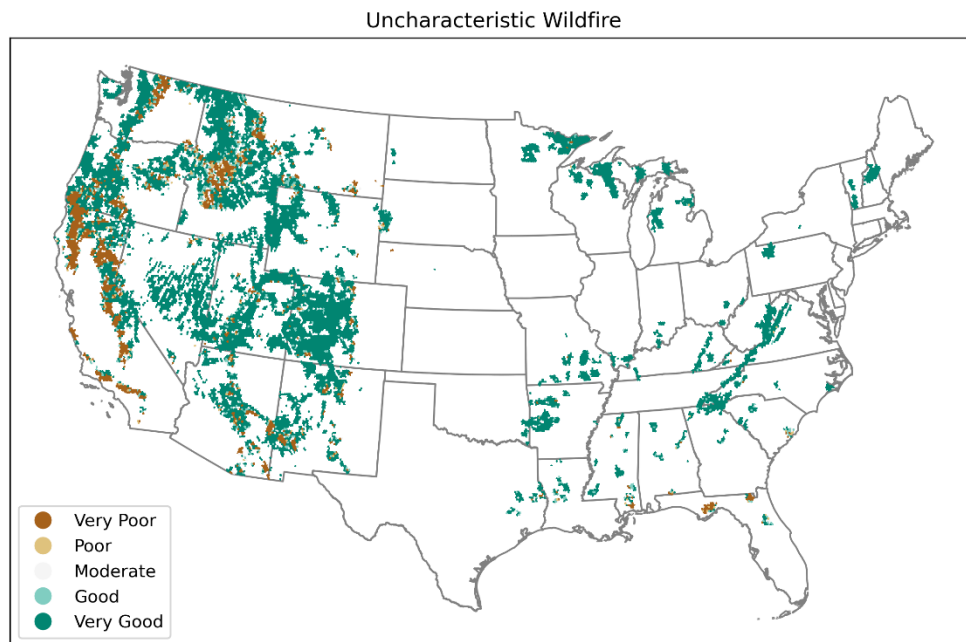 Uncharacteristic Wildfire
Very Poor
Poor
Moderate
Good
Very Good